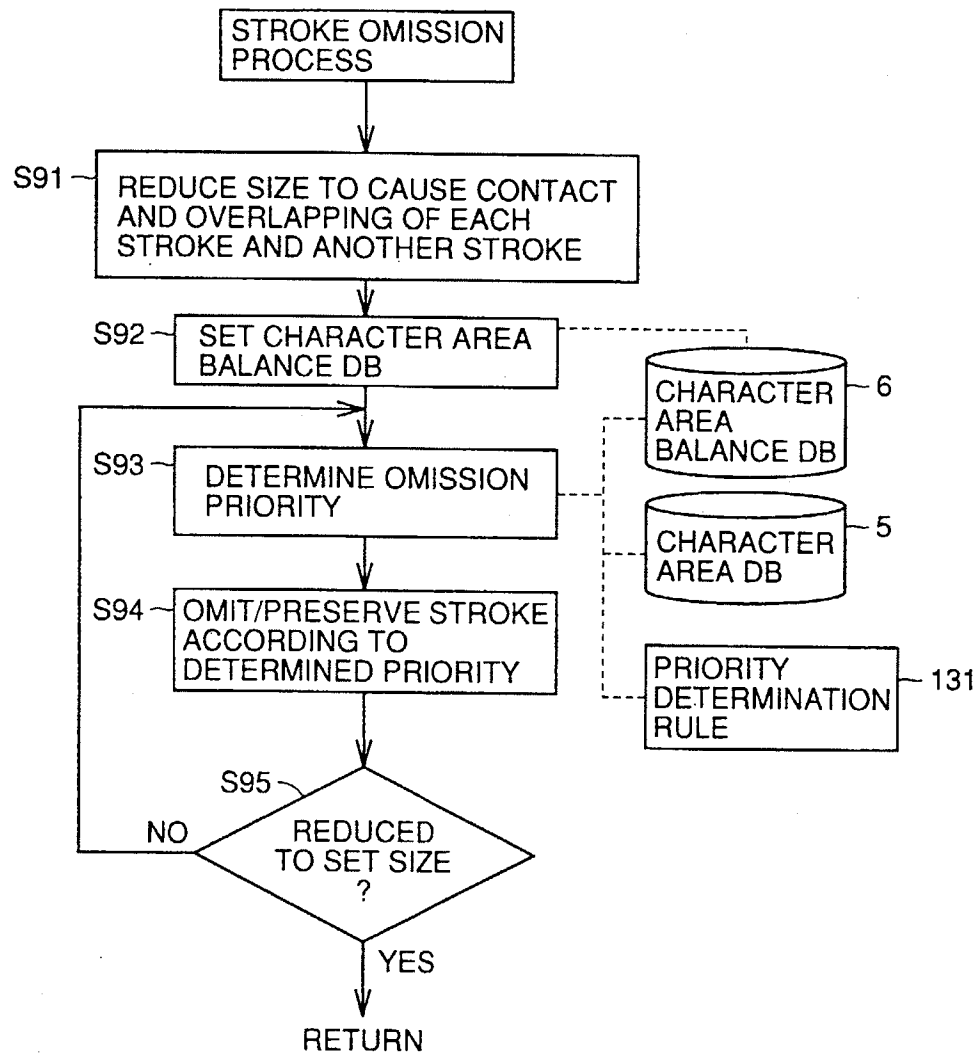 STROKE OMISSION
PROCESS
S91
REDUCE SIZE TO CAUSE CONTACT
AND OVERLAPPING OF EACH
STROKE AND ANOTHER STROKE
S92
SET CHARACTER AREA
BALANCE DB
6
CHARACTER
AREA
BALANCE DB
S93
DETERMINE OMISSION
PRIORITY
5
CHARACTER
AREA DB
S94
OMIT/PRESERVE STROKE
ACCORDING TO
DETERMINED PRIORITY
131
PRIORITY
DETERMINATION
RULE
S95
REDUCED
TO SET SIZE
?
NO
YES
RETURN